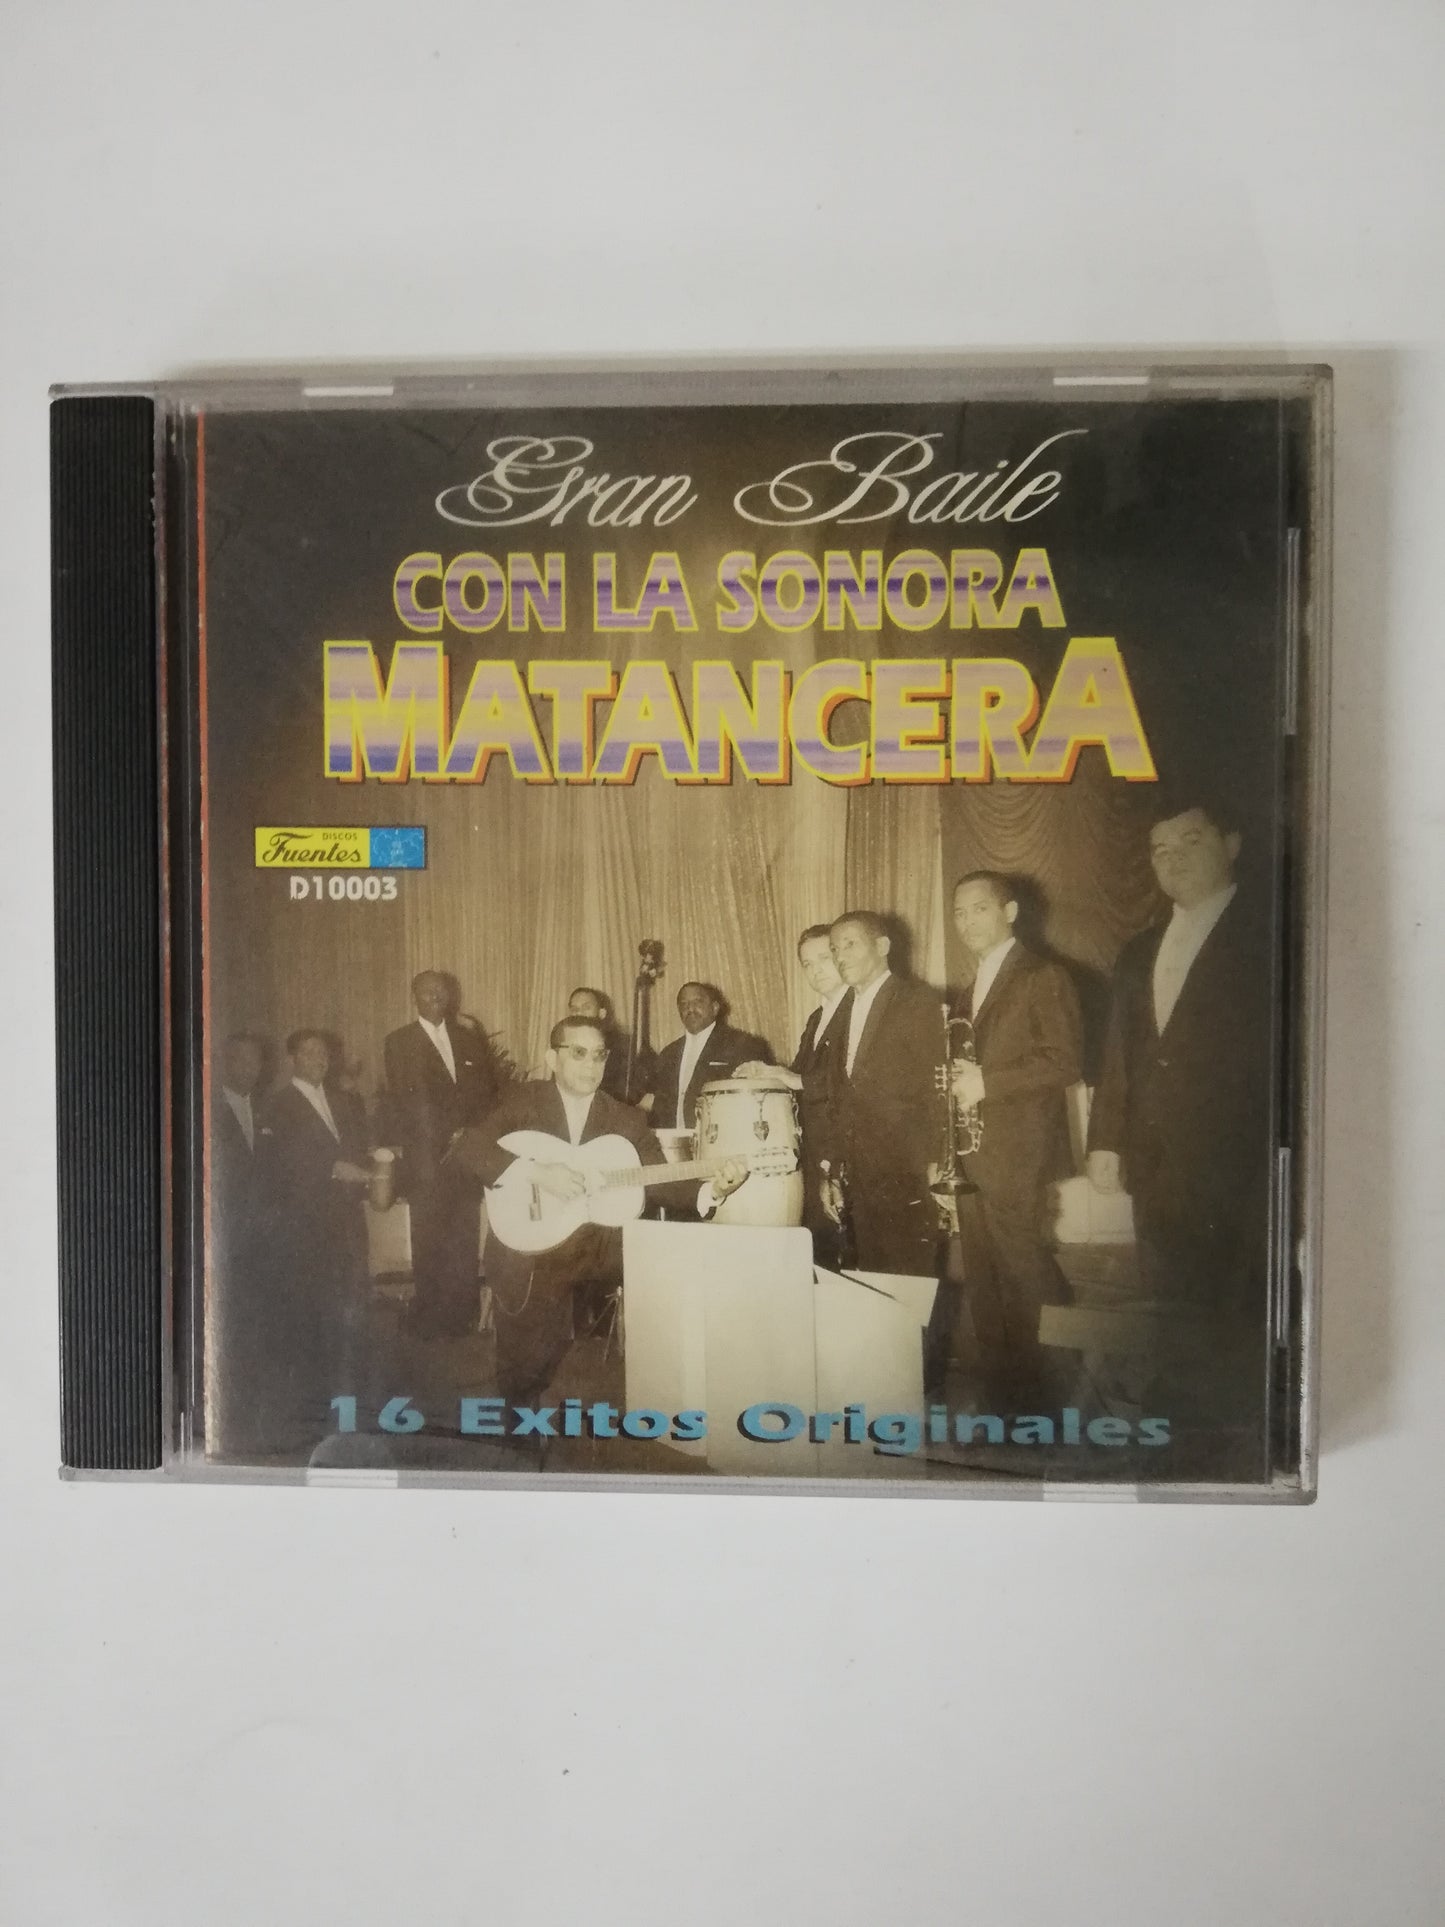 Gran Baile
CON LA SONORA
MATANCERA
DISCOS
Fuentes
D10003
16 Exitos Originales